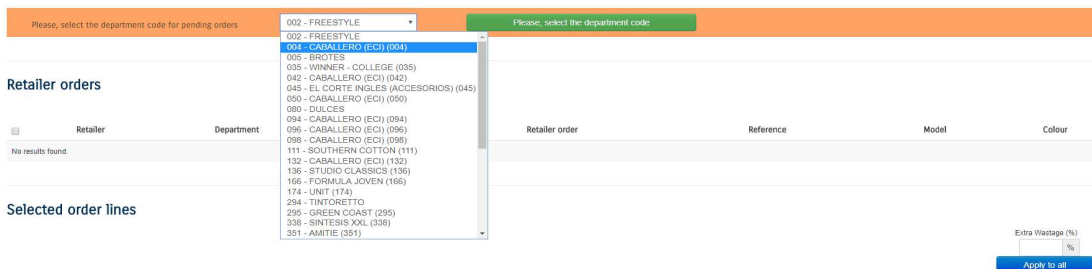 Please, select the department code for pending orders
002 - FREESTYLE
Please, select the department code
002 - FREESTYLE
004 - CABALLERO (ECI) (004)
005 - BROTES
035 - WINNER - COLLEGE (035)
042 - CABALLERO (ECI) (042)
045 - EL CORTE INGLES (ACCESORIOS) (045)
050 - CABALLERO (ECI) (050)
080 - DULCES
094 - CABALLERO (ECI) (094)
096 - CABALLERO (ECI) (096)
098 - CABALLERO (ECI) (098)
111 - SOUTHERN COTTON (111)
132 - CABALLERO (ECI) (132)
136 - STUDIO CLASSICS (136)
166 - FORMULA JOVEN (166)
174 - UNIT (174)
294 - TINTORETTO
295 - GREEN COAST (295)
338 - SINTESIS XXL (338)
351 - AMITIE (351)
Retailer orders
Retailer Department Retailer order Reference Model Colour
No results found.
Selected order lines
Extra Wastage (%)
%
Apply to all